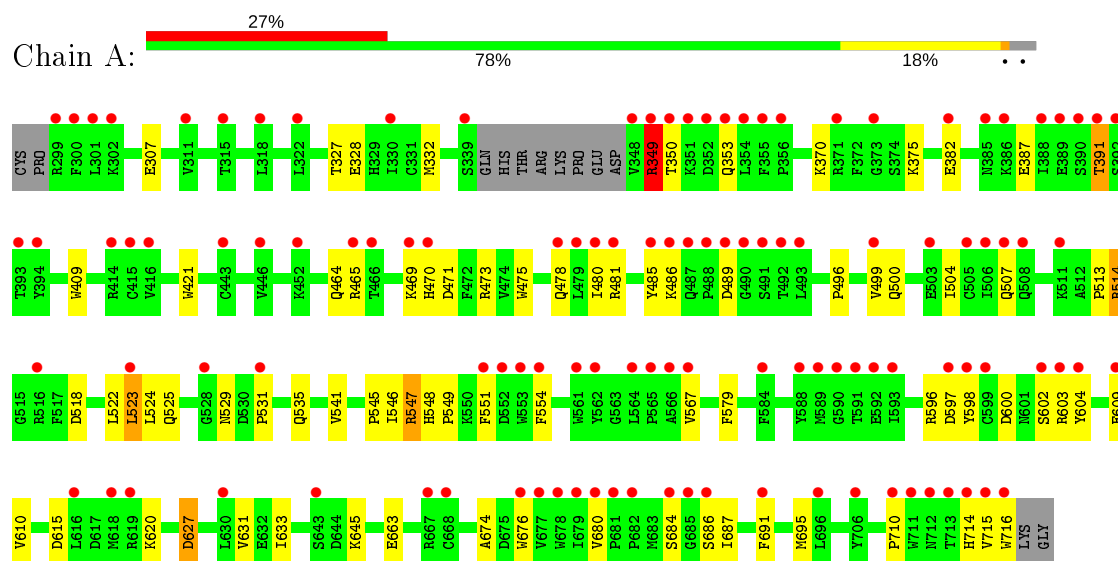 Chain A:
27%
78%
18%
CYS PRO R299 F300 L301 K302 E307 V311 T315 L318 L322 T327 E328 H329 I330 C331 M332 S339 GLN HIS THR ARG LYS PRO GLU ASP V348 R349 T350 K351 D352 Q353 L354 F355 P356 K370 R371 F372 G373 S374 K375 E382 N385 K386 E387 I388 E389 S390 T391 S392
T393 Y394 W409 R414 C415 V416 W421 C443 V446 K452 Q464 R465 T466 K469 H470 D471 F472 R473 V474 W475 Q478 L479 I480 R481 Y485 K486 Q487 P488 D489 G490 S491 T492 L493 P496 V499 Q500 E503 I504 C505 I506 Q507 Q508 K511 A512 P513 R514
G515 R516 F517 D518 L522 L523 L524 Q525 G528 N529 D530 P531 Q535 V541 P545 I546 R547 H548 P549 K550 F551 D552 W553 F554 W561 Y562 G563 L564 P565 A566 V567 F579 F584 Y588 M589 G590 T591 E592 I593 R596 D597 Y598 C599 D600 N601 S602 R603 Y604
V610 D615 L616 D617 M618 R619 K620 D627 L630 V631 E632 I633 S643 D644 K645 E663 R667 C668 A674 D675 W676 V677 W678 I679 V680 P681 P682 M683 S684 G685 S686 I687 F691 M695 L696 Y706 P710 W711 N712 T713 H714 V715 W716 LYS GLY